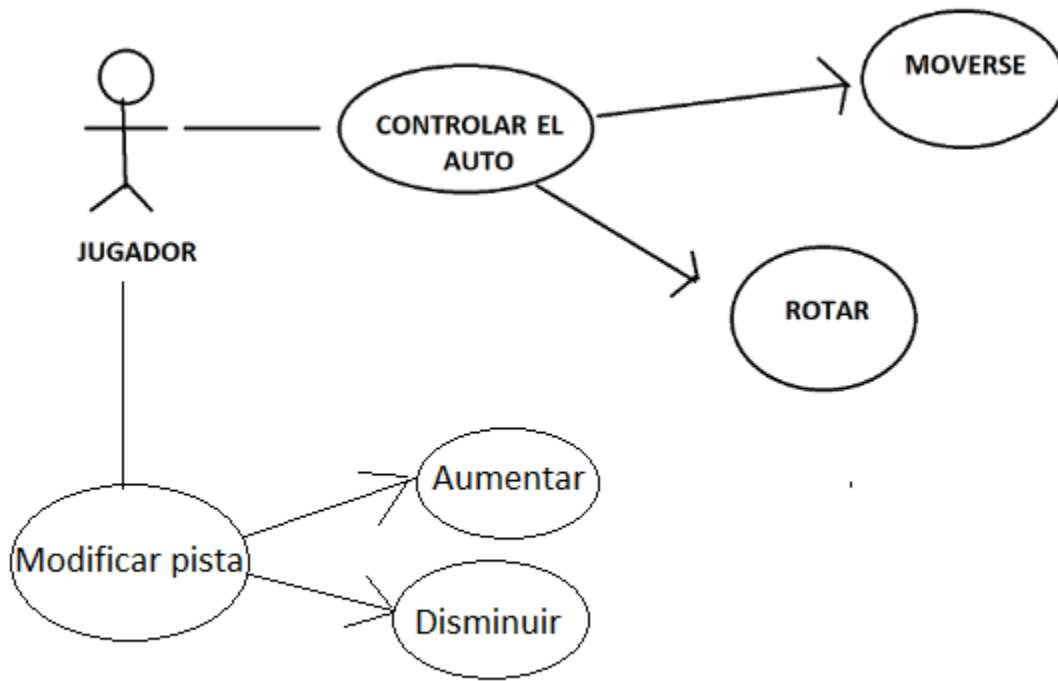 MOVERSE
CONTROLAR EL
AUTO
JUGADOR
ROTAR
Aumentar
Modificar pista
Disminuir